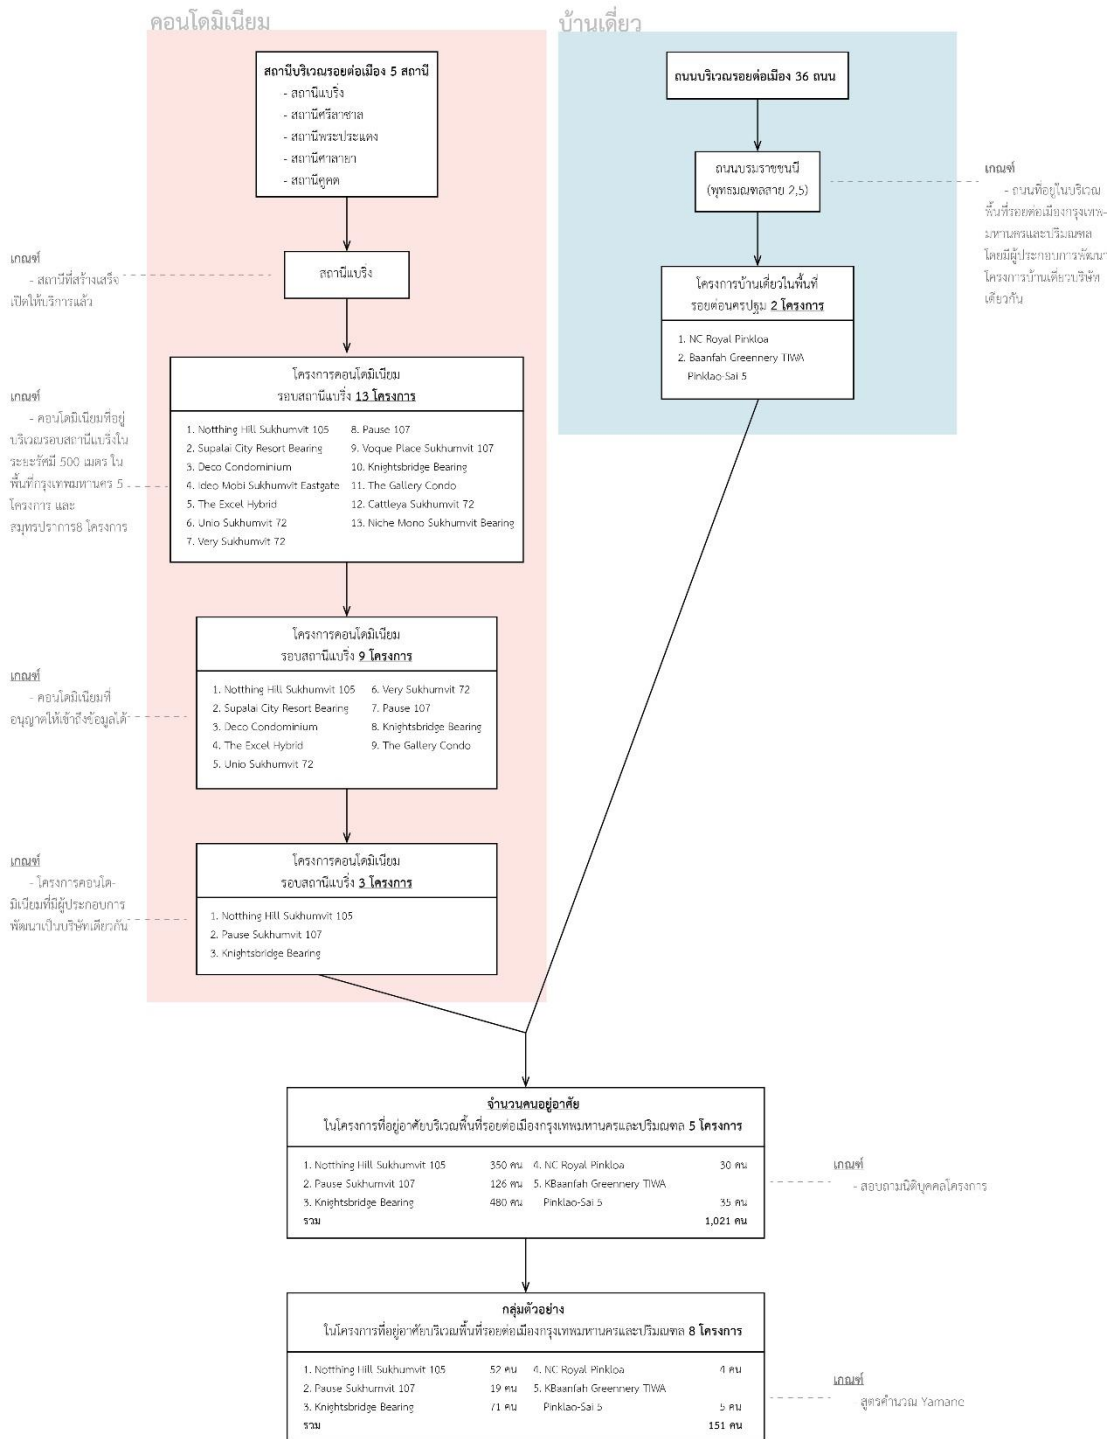 คอนโดมิเนียม
สถานีบริเวณรอยต่อเมือง 5 สถานี
- สถานีแบริ่ง
- สถานีศรีลาซาล
- สถานีพระประแดง
- สถานีศาลายา
- สถานีคูคต
เกณฑ์
- สถานีที่สร้างเสร็จ
เปิดให้บริการแล้ว
สถานีแบริ่ง
เกณฑ์
- คอนโดมิเนียมที่อยู่
บริเวณรอบสถานีแบริ่งใน
ระยะรัศมี 500 เมตร ใน
พื้นที่กรุงเทพมหานคร 5
โครงการ และ
สมุทรปราการ8 โครงการ
โครงการคอนโดมิเนียม
รอบสถานีแบริ่ง 13 โครงการ
1. Notthing Hill Sukhumvit 105
2. Supalai City Resort Bearing
3. Deco Condominium
4. Ideo Mobi Sukhumvit Eastgate
5. The Excel Hybrid
6. Unio Sukhumvit 72
7. Very Sukhumvit 72
8. Pause 107
9. Voque Place Sukhumvit 107
10. Knightsbridge Bearing
11. The Gallery Condo
12. Cattleya Sukhumvit 72
13. Niche Mono Sukhumvit Bearing
เกณฑ์
- คอนโดมิเนียมที่
อนุญาตให้เข้าถึงข้อมูลได้
โครงการคอนโดมิเนียม
รอบสถานีแบริ่ง 9 โครงการ
1. Notthing Hill Sukhumvit 105
2. Supalai City Resort Bearing
3. Deco Condominium
4. The Excel Hybrid
5. Unio Sukhumvit 72
6. Very Sukhumvit 72
7. Pause 107
8. Knightsbridge Bearing
9. The Gallery Condo
เกณฑ์
- โครงการคอนโด-
มิเนียมที่มีผู้ประกอบการ
พัฒนาเป็นบริษัทเดียวกัน
โครงการคอนโดมิเนียม
รอบสถานีแบริ่ง 3 โครงการ
1. Notthing Hill Sukhumvit 105
2. Pause Sukhumvit 107
3. Knightsbridge Bearing
บ้านเดี่ยว
ถนนบริเวณรอยต่อเมือง 36 ถนน
ถนนบรมราชชนนี
(พุทธมณฑลสาย 2,5)
เกณฑ์
- ถนนที่อยู่ในบริเวณ
พื้นที่รอยต่อเมืองกรุงเทพ-
มหานครและปริมณฑล
โดยมีผู้ประกอบการพัฒนา
โครงการบ้านเดี่ยวบริษัท
เดียวกัน
โครงการบ้านเดี่ยวในพื้นที่
รอยต่อนครปฐม 2 โครงการ
1. NC Royal Pinkloa
2. Baanfah Greennery TIWA
Pinklao-Sai 5
จำนวนคนอยู่อาศัย
ในโครงการที่อยู่อาศัยบริเวณพื้นที่รอยต่อเมืองกรุงเทพมหานครและปริมณฑล 5 โครงการ
1. Notthing Hill Sukhumvit 105 350 คน 4. NC Royal Pinkloa 30 คน
2. Pause Sukhumvit 107 126 คน 5. KBaanfah Greennery TIWA
3. Knightsbridge Bearing 480 คน Pinklao-Sai 5 35 คน
รวม 1,021 คน
เกณฑ์
- สอบถามนิติบุคคลโครงการ
กลุ่มตัวอย่าง
ในโครงการที่อยู่อาศัยบริเวณพื้นที่รอยต่อเมืองกรุงเทพมหานครและปริมณฑล 8 โครงการ
1. Notthing Hill Sukhumvit 105 52 คน 4. NC Royal Pinkloa 4 คน
2. Pause Sukhumvit 107 19 คน 5. KBaanfah Greennery TIWA
3. Knightsbridge Bearing 71 คน Pinklao-Sai 5 5 คน
รวม 151 คน
เกณฑ์
- สูตรคำนวณ Yamane